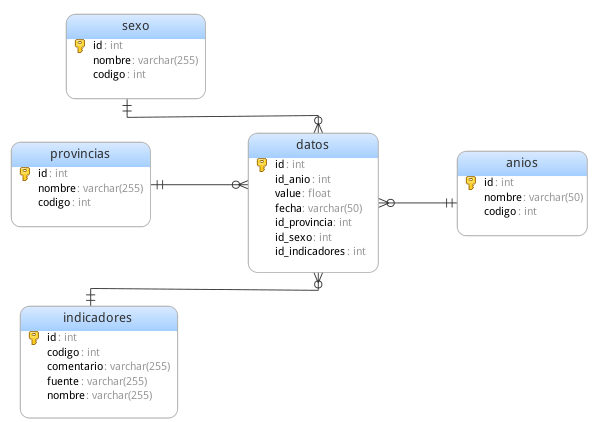 sexo
id : int
nombre : varchar(255)
codigo : int
provincias
id : int
nombre : varchar(255)
codigo : int
datos
id : int
id_anio : int
value : float
fecha : varchar(50)
id_provincia : int
id_sexo : int
id_indicadores : int
anios
id : int
nombre : varchar(50)
codigo : int
indicadores
id : int
codigo : int
comentario : varchar(255)
fuente : varchar(255)
nombre : varchar(255)